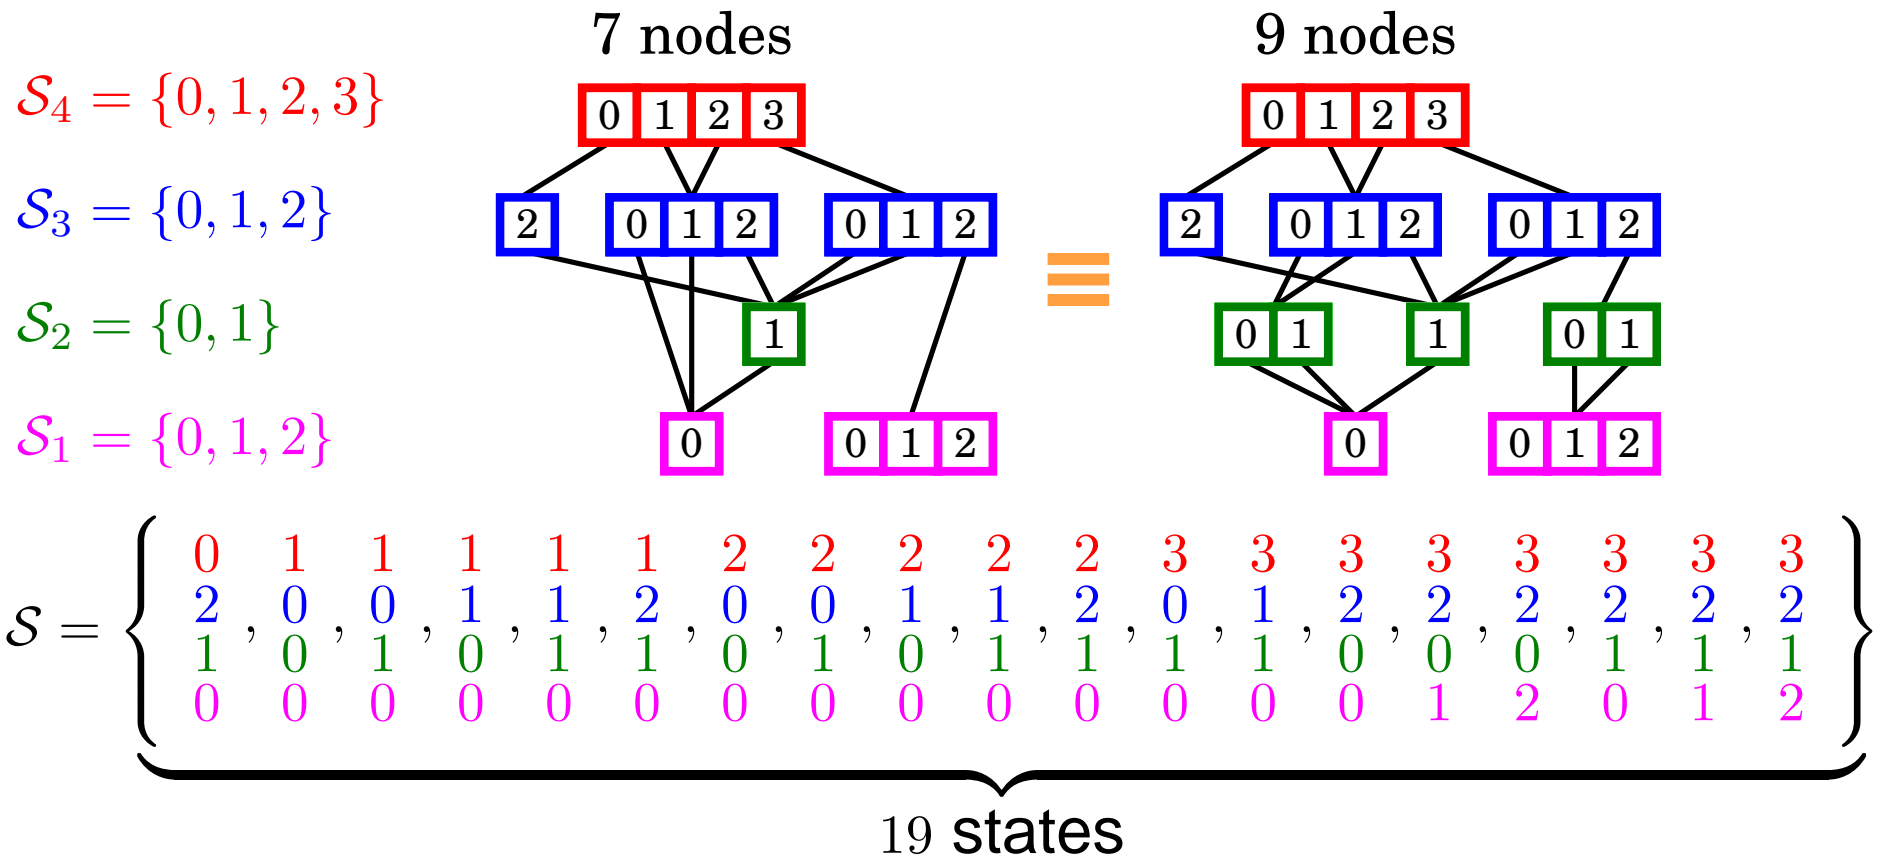 7 nodes 9 nodes
𝒮₄ = {0, 1, 2, 3} 0 1 2 3 0 1 2 3
𝒮₃ = {0, 1, 2} 2 0 1 2 0 1 2 ≡ 2 0 1 2 0 1 2
𝒮₂ = {0, 1} 1 0 1 1 0 1
𝒮₁ = {0, 1, 2} 0 0 1 2 0 0 1 2
0 1 1 1 1 1 2 2 2 2 2 3 3 3 3 3 3 3 3
2 0 0 1 1 2 0 0 1 1 2 0 1 2 2 2 2 2 2
𝒮 = { , , , , , , , , , , , , , , , , , , }
1 0 1 0 1 1 0 1 0 1 1 1 1 0 0 0 1 1 1
0 0 0 0 0 0 0 0 0 0 0 0 0 0 1 2 0 1 2
19 states